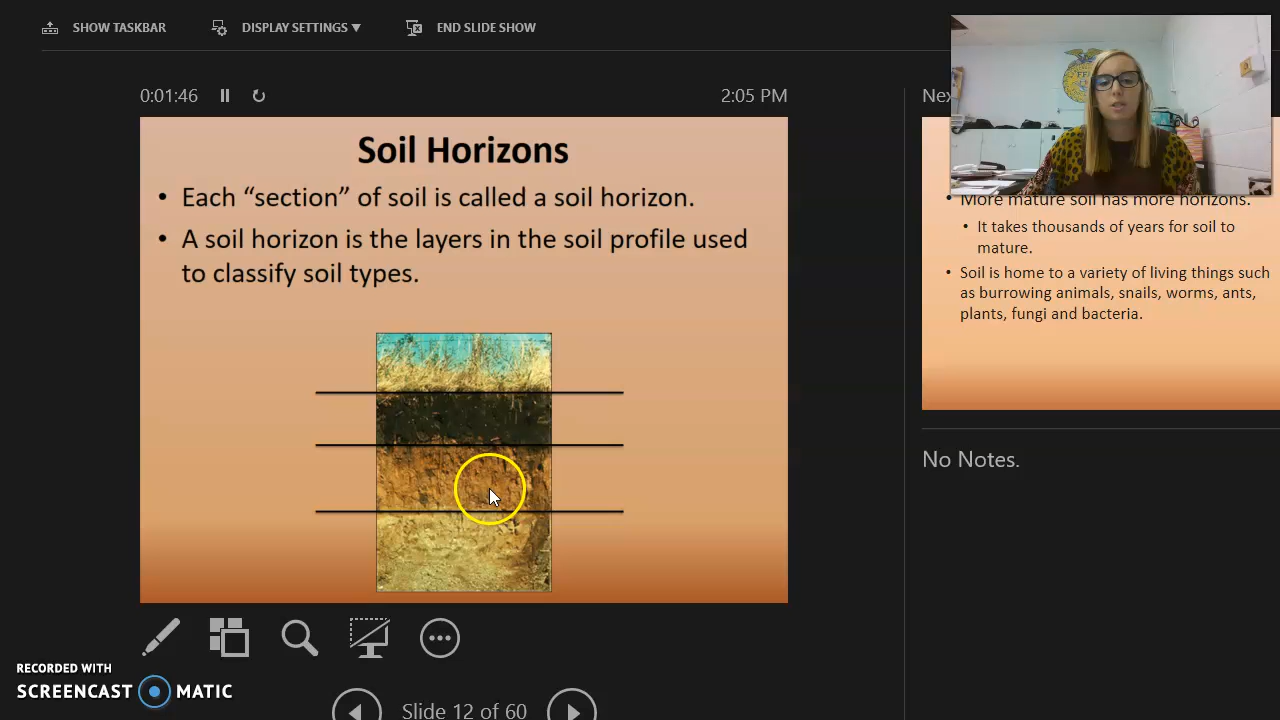 SHOW TASKBAR
DISPLAY SETTINGS ▼
END SLIDE SHOW
0:01:46
2:05 PM
Soil Horizons
• Each “section” of soil is called a soil horizon.
• A soil horizon is the layers in the soil profile used
to classify soil types.
FFA
• More mature soil has more horizons.
• It takes thousands of years for soil to
mature.
• Soil is home to a variety of living things such
as burrowing animals, snails, worms, ants,
plants, fungi and bacteria.
No Notes.
RECORDED WITH
SCREENCAST MATIC
Slide 12 of 60